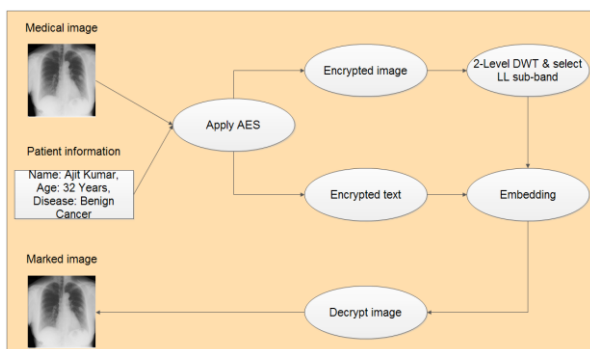 Medical image
Encrypted image
2-Level DWT & select
LL sub-band
Apply AES
Patient information
Name: Ajit Kumar,
Age: 32 Years,
Disease: Benign
Cancer
Encrypted text
Embedding
Marked image
Decrypt image